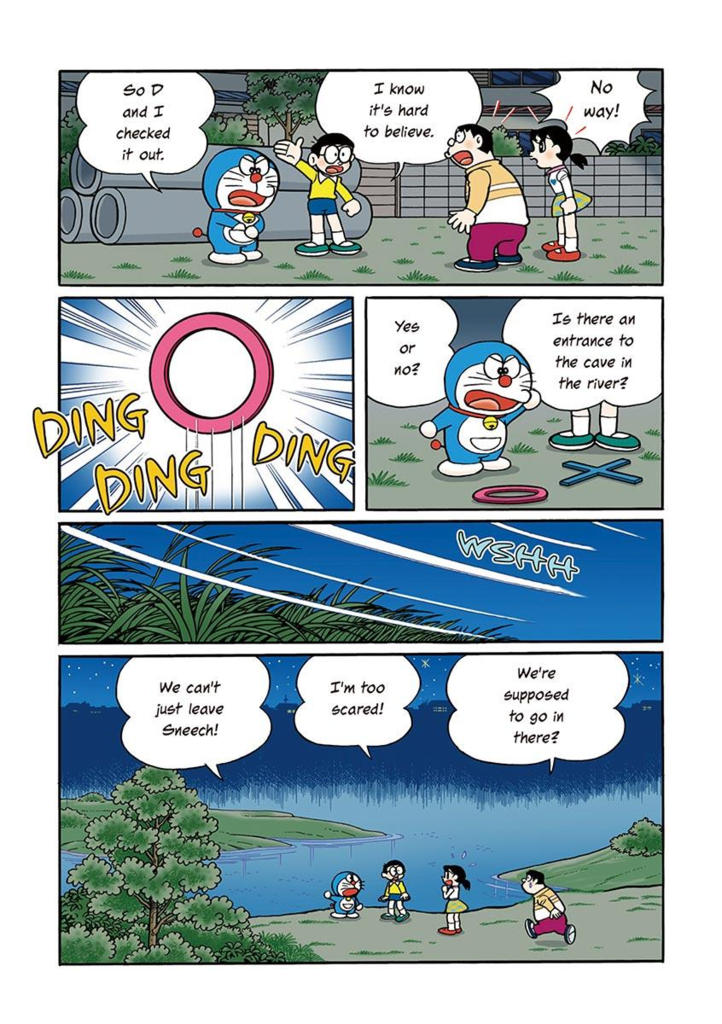 So D
and I
checked
it out.
I know
it's hard
to believe.
No
way!
DING
DING
DING
Yes
or
no?
Is there an
entrance to
the cave in
the river?
WSHH
We can't
just leave
Sneech!
I'm too
scared!
We're
supposed
to go in
there?